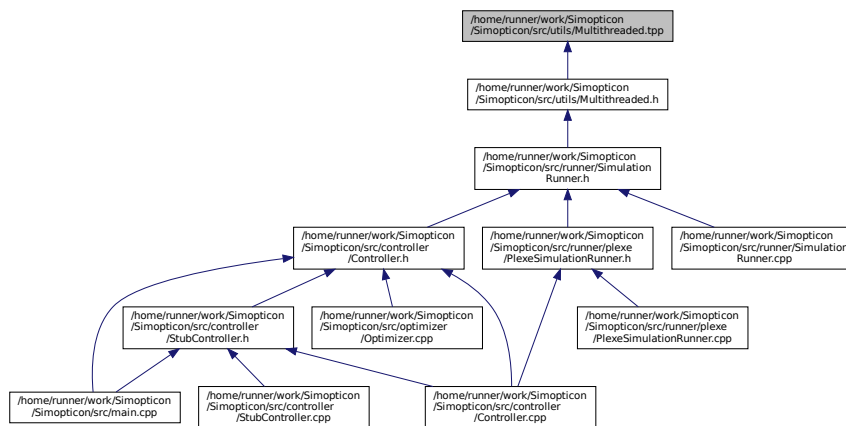 /home/runner/work/Simopticon
/Simopticon/src/utils/Multithreaded.tpp
/home/runner/work/Simopticon
/Simopticon/src/utils/Multithreaded.h
/home/runner/work/Simopticon
/Simopticon/src/runner/Simulation
Runner.h
/home/runner/work/Simopticon
/Simopticon/src/controller
/Controller.h
/home/runner/work/Simopticon
/Simopticon/src/runner/plexe
/PlexeSimulationRunner.h
/home/runner/work/Simopticon
/Simopticon/src/runner/Simulation
Runner.cpp
/home/runner/work/Simopticon
/Simopticon/src/controller
/StubController.h
/home/runner/work/Simopticon
/Simopticon/src/optimizer
/Optimizer.cpp
/home/runner/work/Simopticon
/Simopticon/src/runner/plexe
/PlexeSimulationRunner.cpp
/home/runner/work/Simopticon
/Simopticon/src/main.cpp
/home/runner/work/Simopticon
/Simopticon/src/controller
/StubController.cpp
/home/runner/work/Simopticon
/Simopticon/src/controller
/Controller.cpp